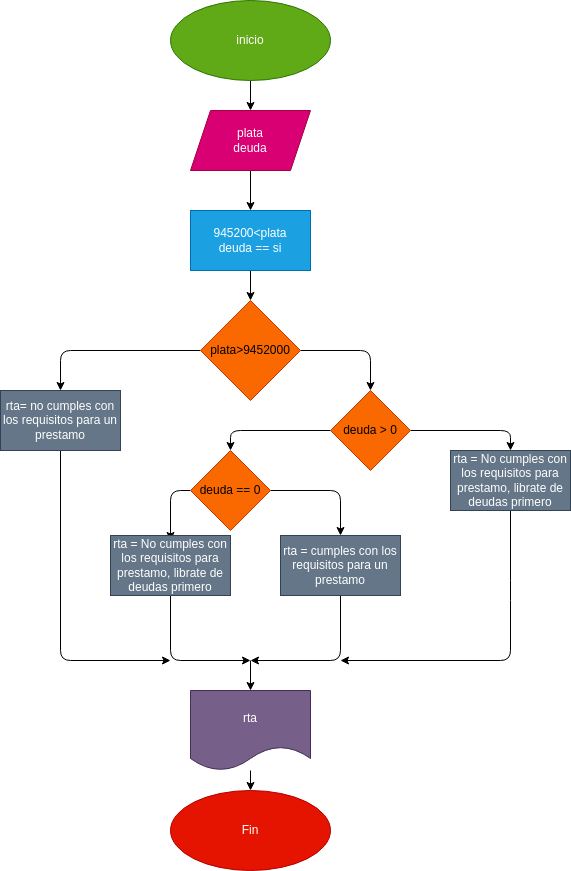 inicio
plata
deuda
945200<plata
deuda == si
plata>9452000
rta= no cumples con
los requisitos para un
prestamo
deuda > 0
rta = No cumples con
los requisitos para
prestamo, librate de
deudas primero
deuda == 0
rta = No cumples con
los requisitos para
prestamo, librate de
deudas primero
rta = cumples con los
requisitos para un
prestamo
rta
Fin